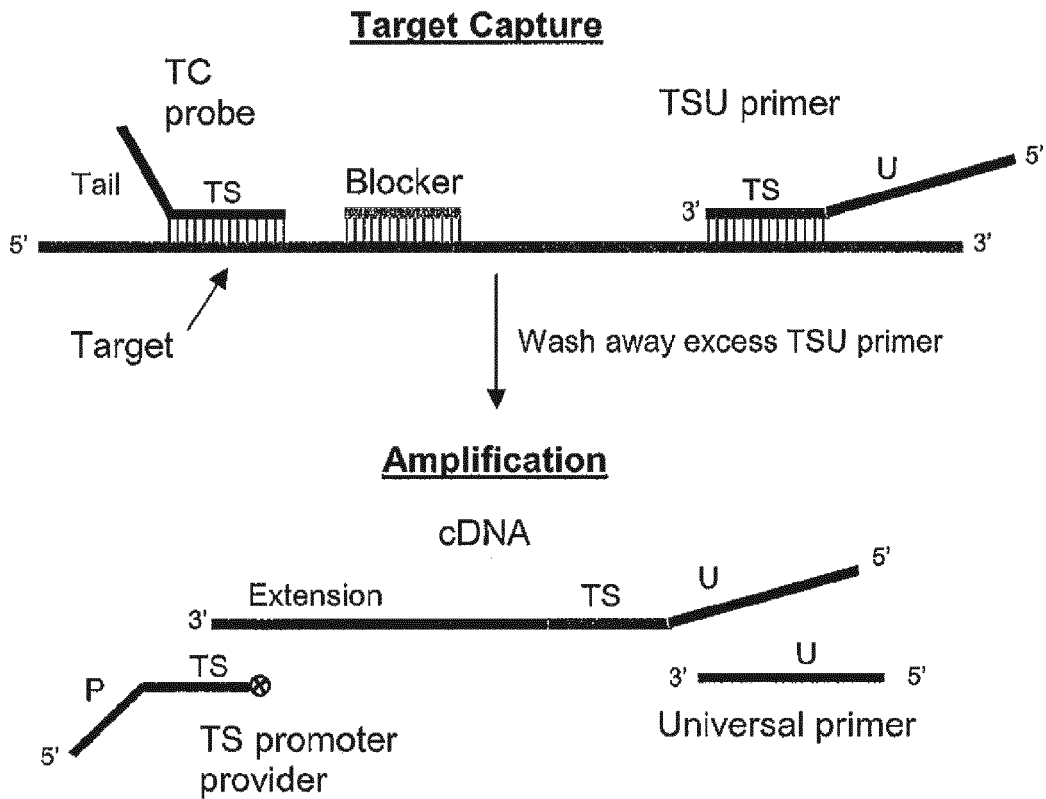 Target Capture
TC
probe
TSU primer
Tail
TS
Blocker
3'
TS
U
5'
5'
3'
Target
Wash away excess TSU primer
Amplification
cDNA
3'
Extension
TS
U
5'
P
TS
5'
TS promoter
provider
3'
U
5'
Universal primer